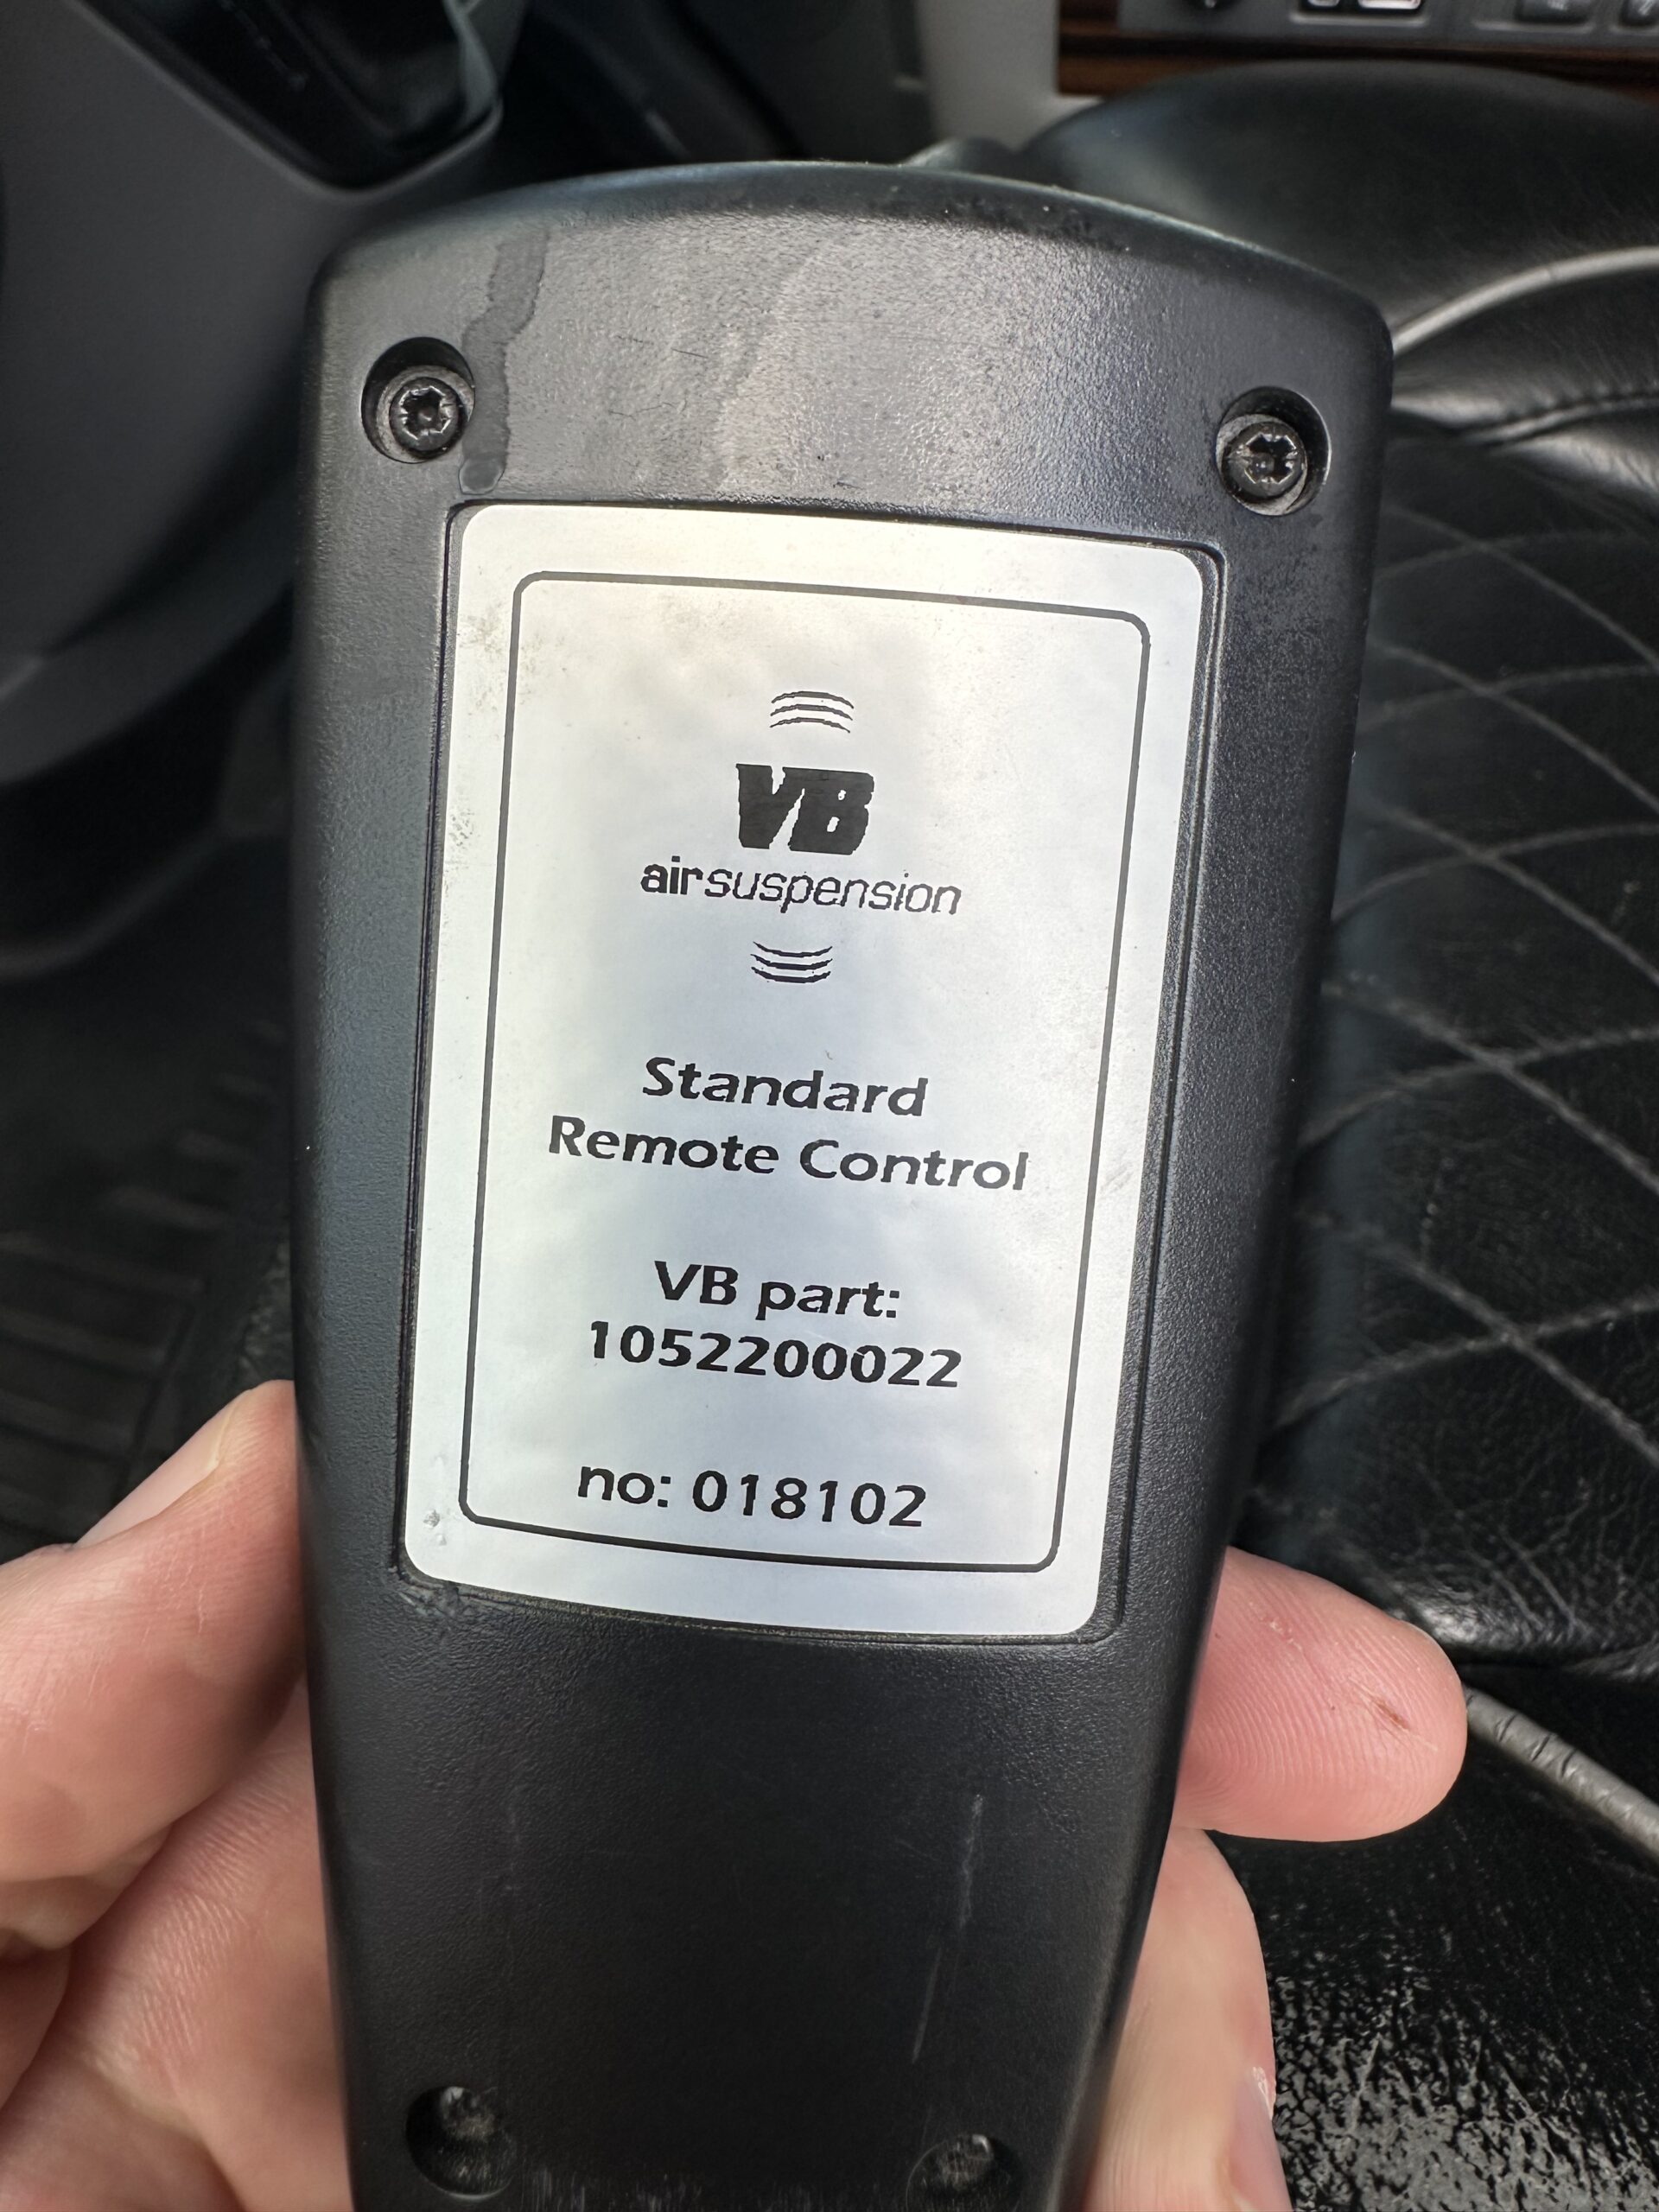 VB
airsuspension
Standard
Remote Control
VB part:
1052200022
no: 018102